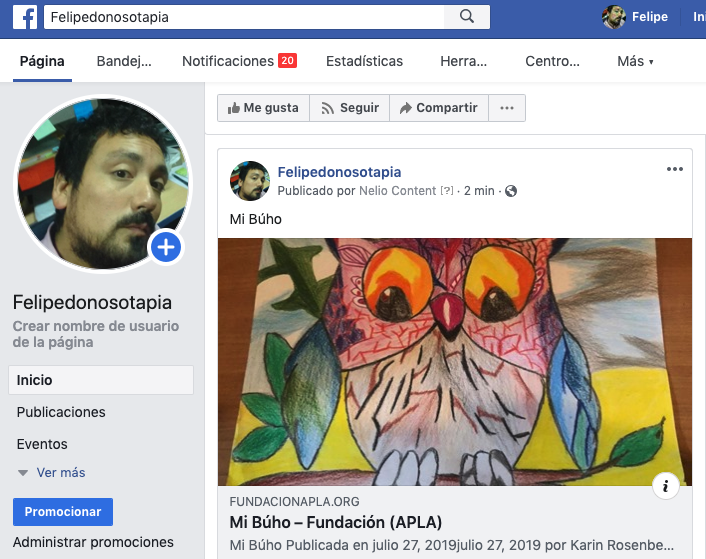 Felipedonosotapia
Felipe
Ini
Página
Bandej...
Notificaciones 20
Estadísticas
Herra...
Centro...
Más
Me gusta
Seguir
Compartir
Felipedonosotapia
Publicado por Nelio Content [?] · 2 min ·
Mi Búho
FUNDACIONAPLA.ORG
Mi Búho – Fundación (APLA)
Mi Búho Publicada en julio 27, 2019julio 27, 2019 por Karin Rosenbe...
Felipedonosotapia
Crear nombre de usuario
de la página
Inicio
Publicaciones
Eventos
Ver más
Promocionar
Administrar promociones